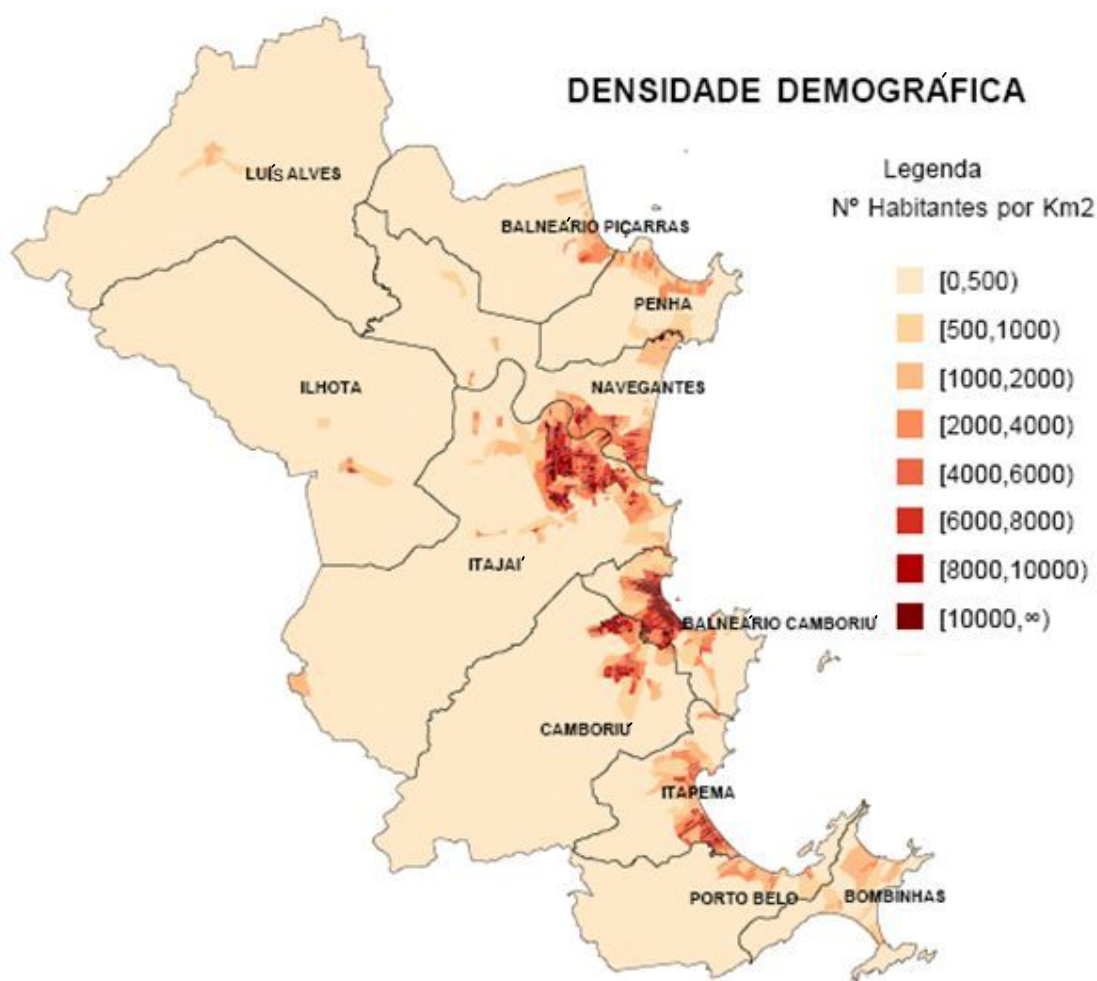 DENSIDADE DEMOGRÁFICA
Legenda
Nº Habitantes por Km2
[0,500)
[500,1000)
[1000,2000)
[2000,4000)
[4000,6000)
[6000,8000)
[8000,10000)
[10000,∞)
LUÍS ALVES
BALNEÁRIO PIÇARRAS
PENHA
ILHOTA
NAVEGANTES
ITAJAÍ
BALNEÁRIO CAMBORIÚ
CAMBORIÚ
ITAPEMA
PORTO BELO
BOMBINHAS